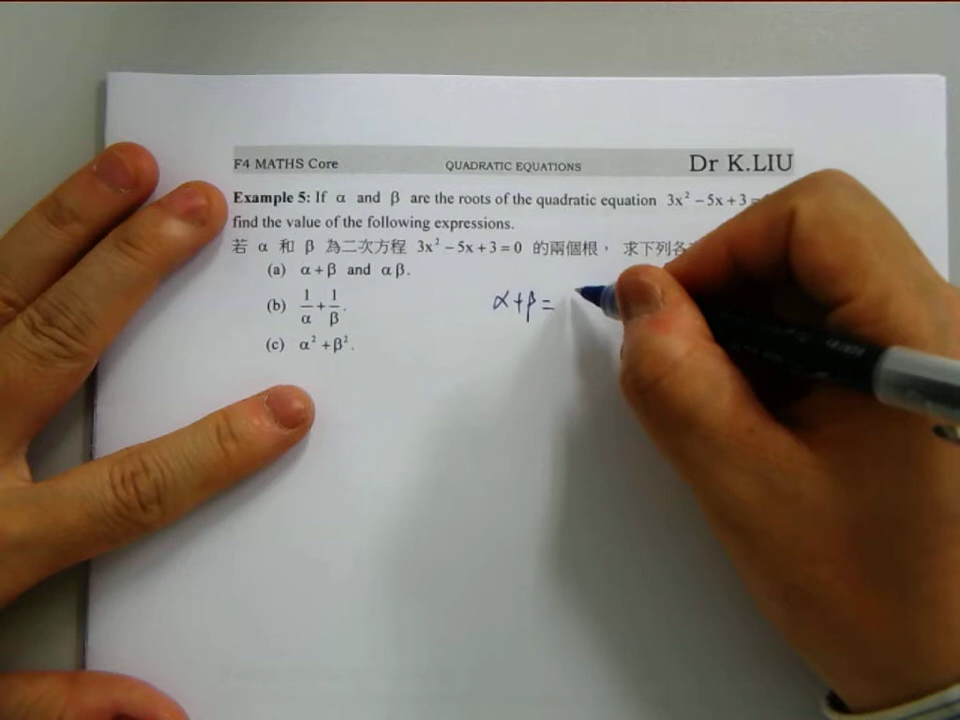 F4 MATHS Core QUADRATIC EQUATIONS Dr K.LIU
Example 5: If α and β are the roots of the quadratic equation 3x² − 5x + 3 =
find the value of the following expressions.
若 α 和 β 為二次方程 3x² − 5x + 3 = 0 的兩個根， 求下列各
(a) α + β and α β.
(b) 1/α + 1/β.
α+β=
(c) α² + β².